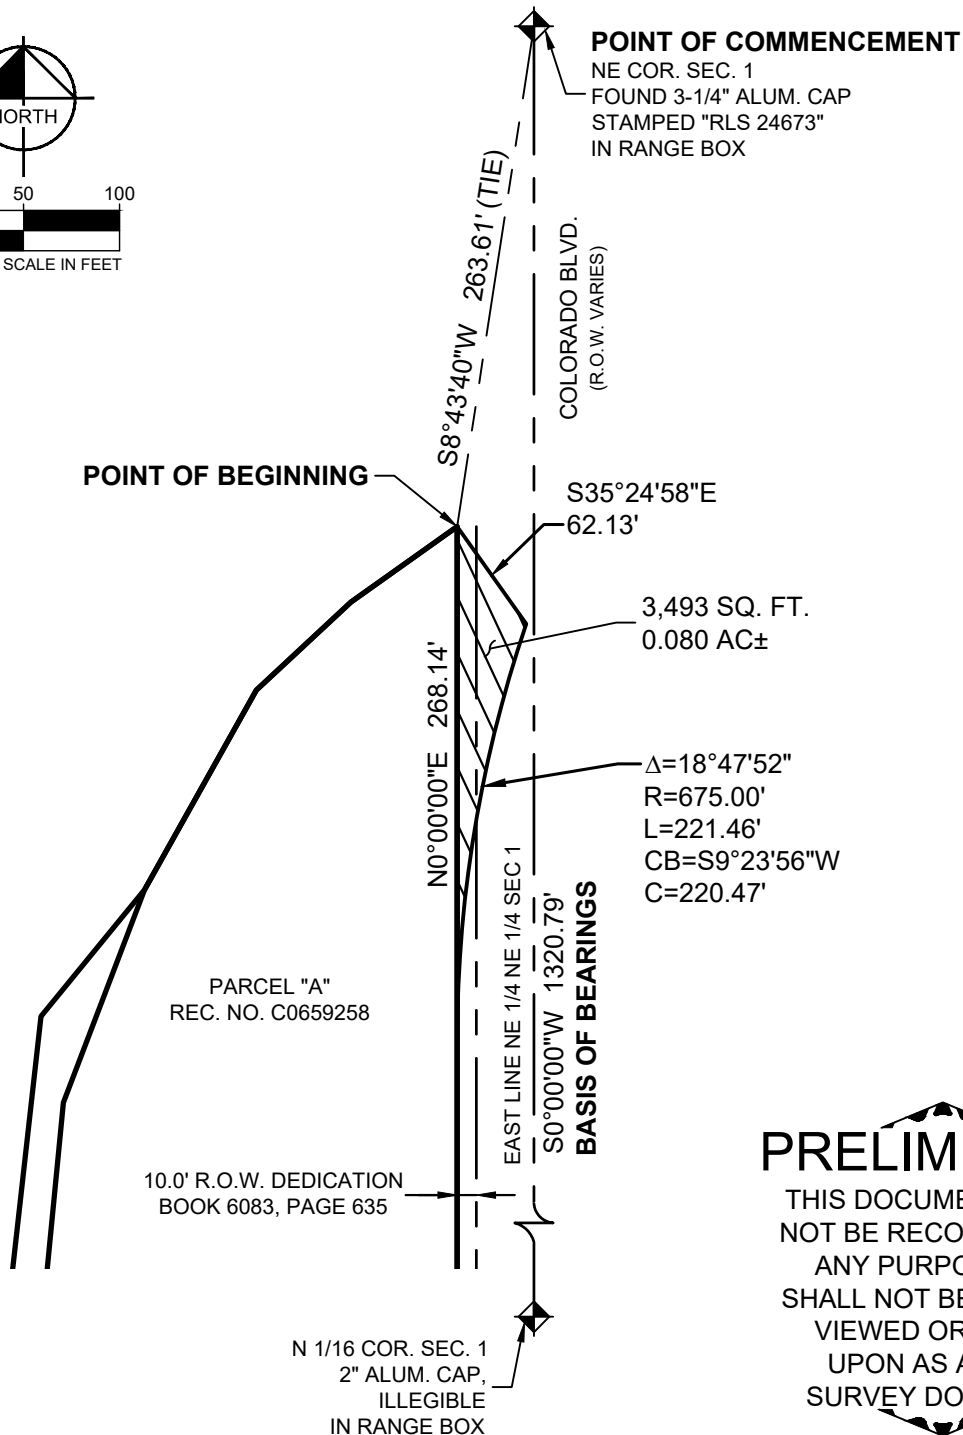 POINT OF COMMENCEMENT
NE COR. SEC. 1
FOUND 3-1/4" ALUM. CAP
STAMPED "RLS 24673"
IN RANGE BOX
50 100
SCALE IN FEET
S8°43'40"W 263.61' (TIE)
COLORADO BLVD.
(R.O.W. VARIES)
POINT OF BEGINNING
S35°24'58"E
62.13'
3,493 SQ. FT.
0.080 AC±
N0°00'00"E 268.14'
Δ=18°47'52"
R=675.00'
L=221.46'
CB=S9°23'56"W
C=220.47'
EAST LINE NE 1/4 NE 1/4 SEC 1
S0°00'00"W 1320.79'
BASIS OF BEARINGS
PARCEL "A"
REC. NO. C0659258
10.0' R.O.W. DEDICATION
BOOK 6083, PAGE 635
N 1/16 COR. SEC. 1
2" ALUM. CAP,
ILLEGIBLE
IN RANGE BOX
THIS
NOT BE
ANY
SHALL NOT BE
VIEWED OR
UPON AS
SURVEY